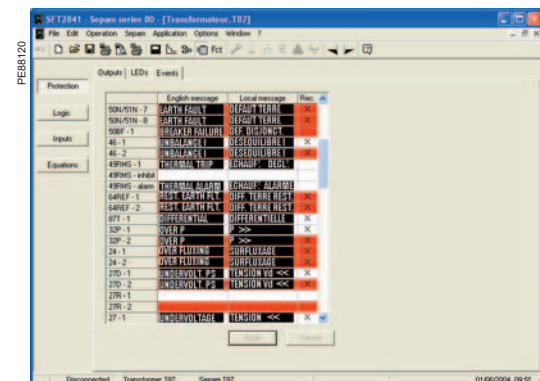 PE88120
SFT2841 - Sepam series 80 - [Transformateur.T87]
File Edit Operation Sepam Application Options Window ?
Fct
Outputs LEDs Events
Protection
Logic
Inputs
Equations
English message Local message Rec.
50N/51N - 7 EARTH FAULT DEFAUT TERRE X
50N/51N - 8 EARTH FAULT DEFAUT TERRE X
50BF - 1 BREAKER FAILURE DEF. DISJONCT. X
46 - 1 UNBALANCE I DESEQUILIBRE I X
46 - 2 UNBALANCE I DESEQUILIBRE I X
49RMS - 1 THERMAL TRIP ECHAUFˆ. DECLˆ.
49RMS - inhibit
49RMS - alarm THERMAL ALARM ECHAUFˆ. ALARME
64REF - 1 REST. EARTH FLT. DIFF. TERRE REST. X
64REF - 2 REST. EARTH FLT. DIFF. TERRE REST. X
87T - 1 DIFFERENTIAL DIFFERENTIELLE X
32P - 1 OVER P P >> X
32P - 2 OVER P P >> X
24 - 1 OVER FLUXING SURFLUXAGE X
24 - 2 OVER FLUXING SURFLUXAGE X
27D - 1 UNDERVOLT. PS TENSION Vd << X
27D - 2 UNDERVOLT. PS TENSION Vd << X
27R - 1
27R - 2
27 - 1 UNDERVOLTAGE TENSION << X
Apply Cancel
Disconnected Transformer T87 Sepam T87 01/06/2004 09:55